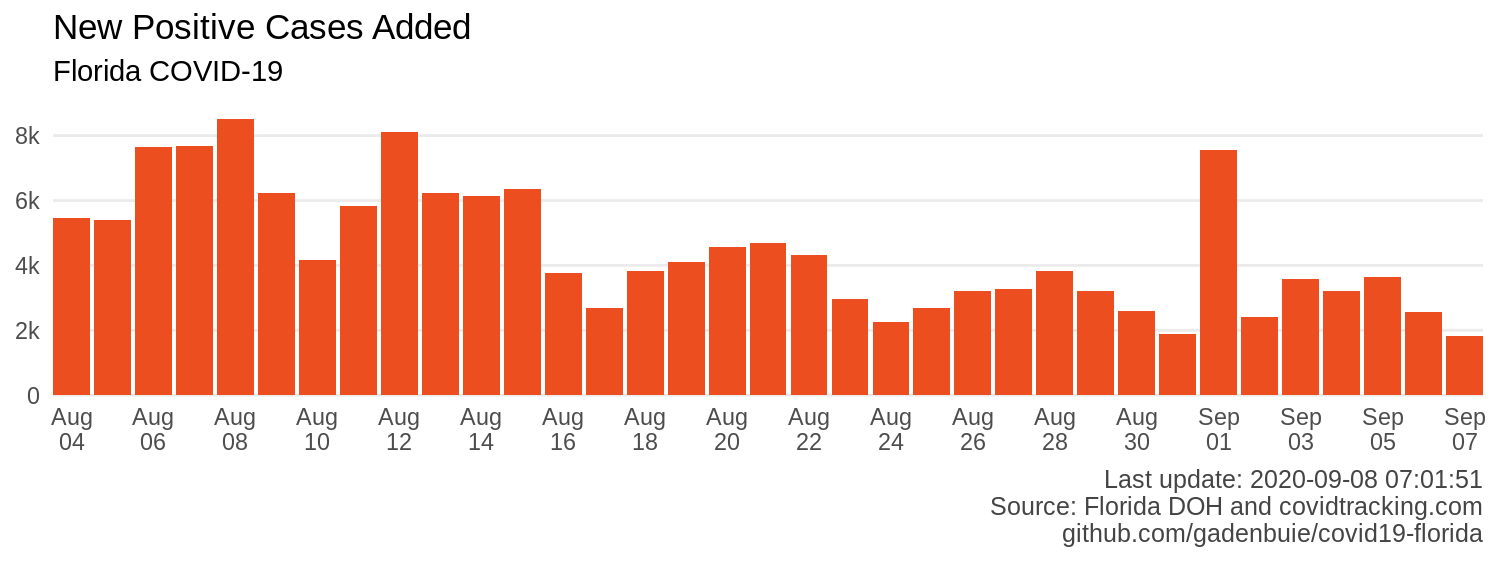 New Positive Cases Added
Florida COVID-19
8k
6k
4k
2k
0
Aug Aug Aug Aug Aug Aug Aug Aug Aug Aug Aug Aug Aug Aug Sep Sep Sep Sep
04 06 08 10 12 14 16 18 20 22 24 26 28 30 01 03 05 07
Last update: 2020-09-08 07:01:51
Source: Florida DOH and covidtracking.com
github.com/gadenbuie/covid19-florida